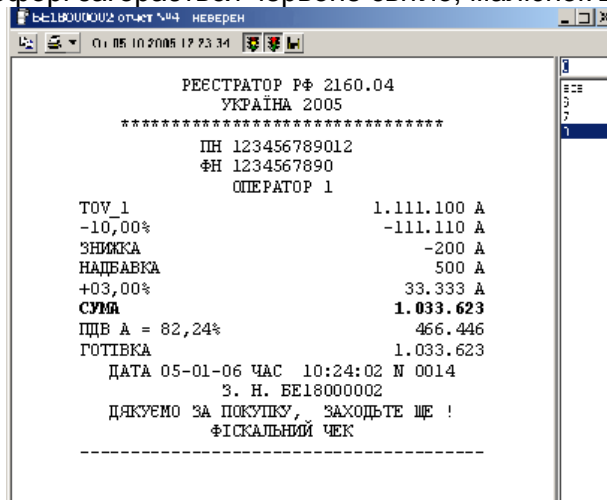 БЕ18000002 отчет №4 неверен
От 05.10.2005 12:23:34
РЕЄСТРАТОР РФ 2160.04
УКРАЇНА 2005
********************************
ПН 123456789012
ФН 1234567890
ОПЕРАТОР 1
TOV_1 1.111.100 А
-10,00% -111.110 А
ЗНИЖКА -200 А
НАДБАВКА 500 А
+03,00% 33.333 А
СУМА 1.033.623
ПДВ А = 82,24% 466.446
ГОТІВКА 1.033.623
ДАТА 05-01-06 ЧАС 10:24:02 N 0014
З. Н. БЕ18000002
ДЯКУЄМО ЗА ПОКУПКУ, ЗАХОДЬТЕ ЩЕ !
ФІСКАЛЬНИЙ ЧЕК
----------------------------------------
все
7